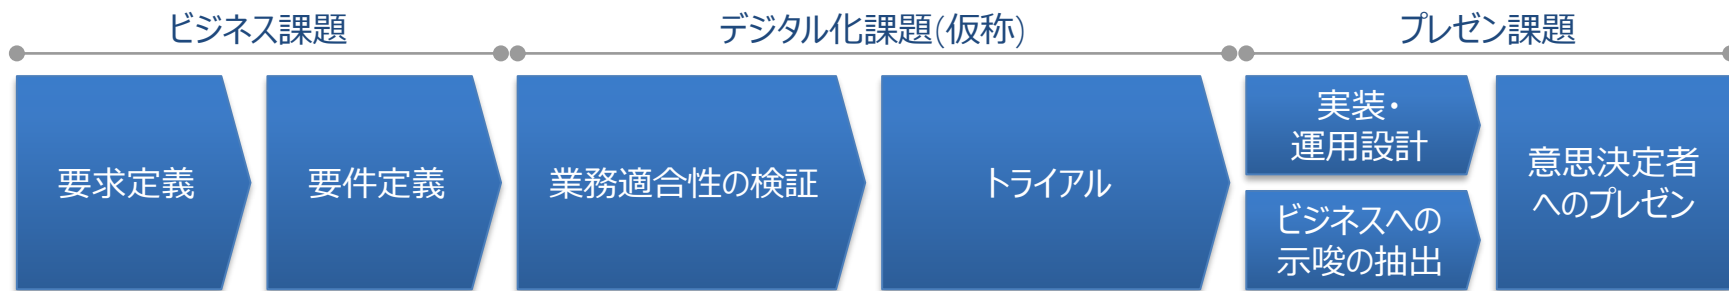 ビジネス課題
デジタル化課題(仮称)
プレゼン課題
要求定義
要件定義
業務適合性の検証
トライアル
実装・
運用設計
ビジネスへの
示唆の抽出
意思決定者
へのプレゼン